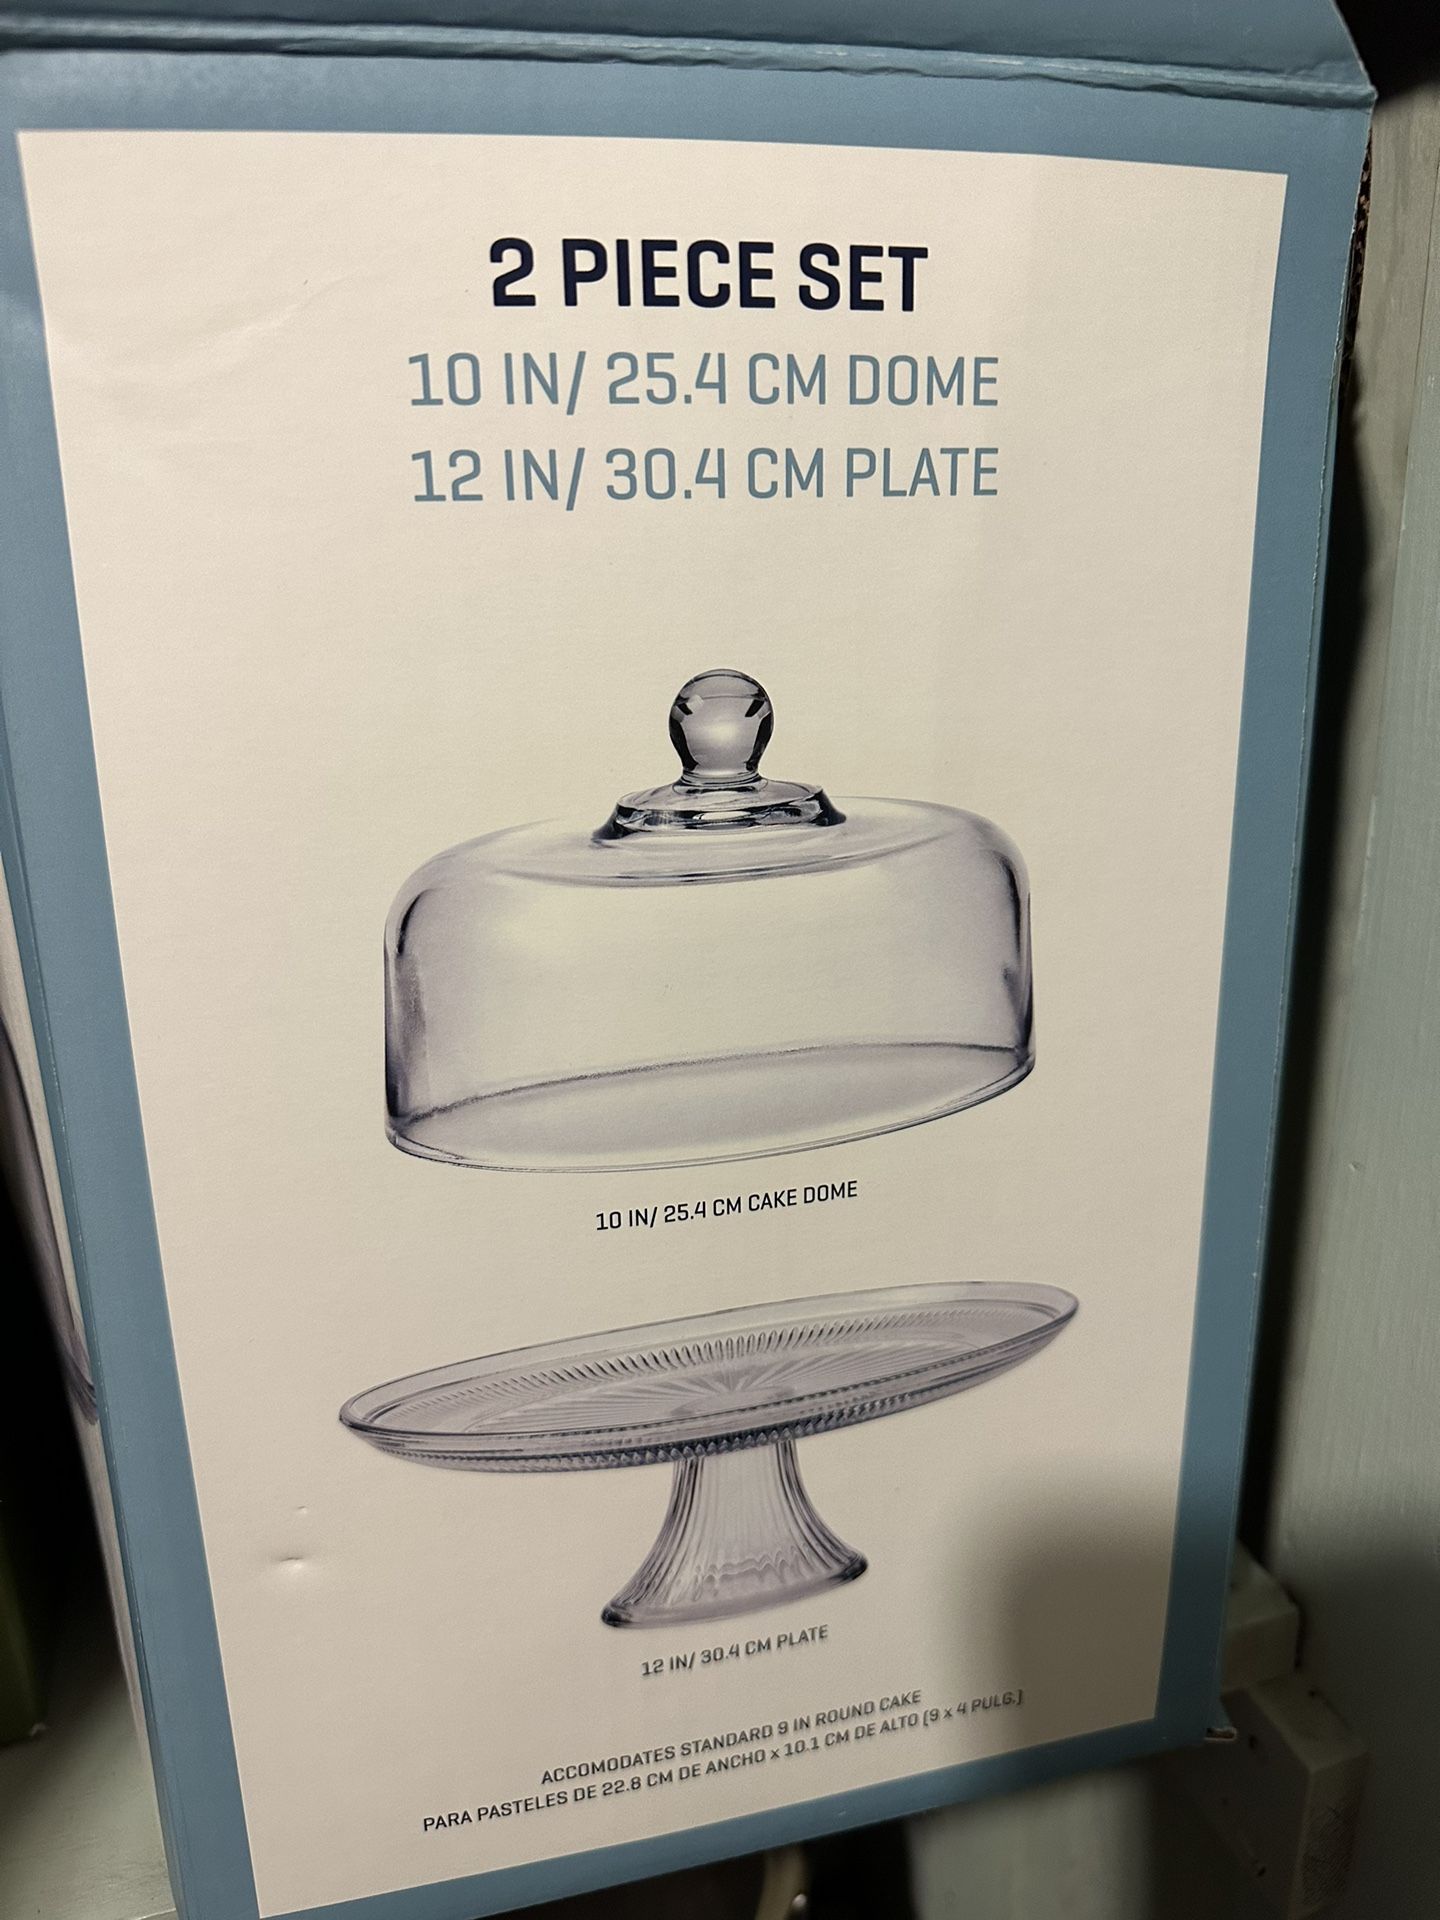 2 PIECE SET
10 IN/ 25.4 CM DOME
12 IN/ 30.4 CM PLATE
10 IN/ 25.4 CM CAKE DOME
12 IN/ 30.4 CM PLATE
ACCOMODATES STANDARD 9 IN ROUND CAKE
PARA PASTELES DE 22.8 CM DE ANCHO x 10.1 CM DE ALTO [9 x 4 PULG.]